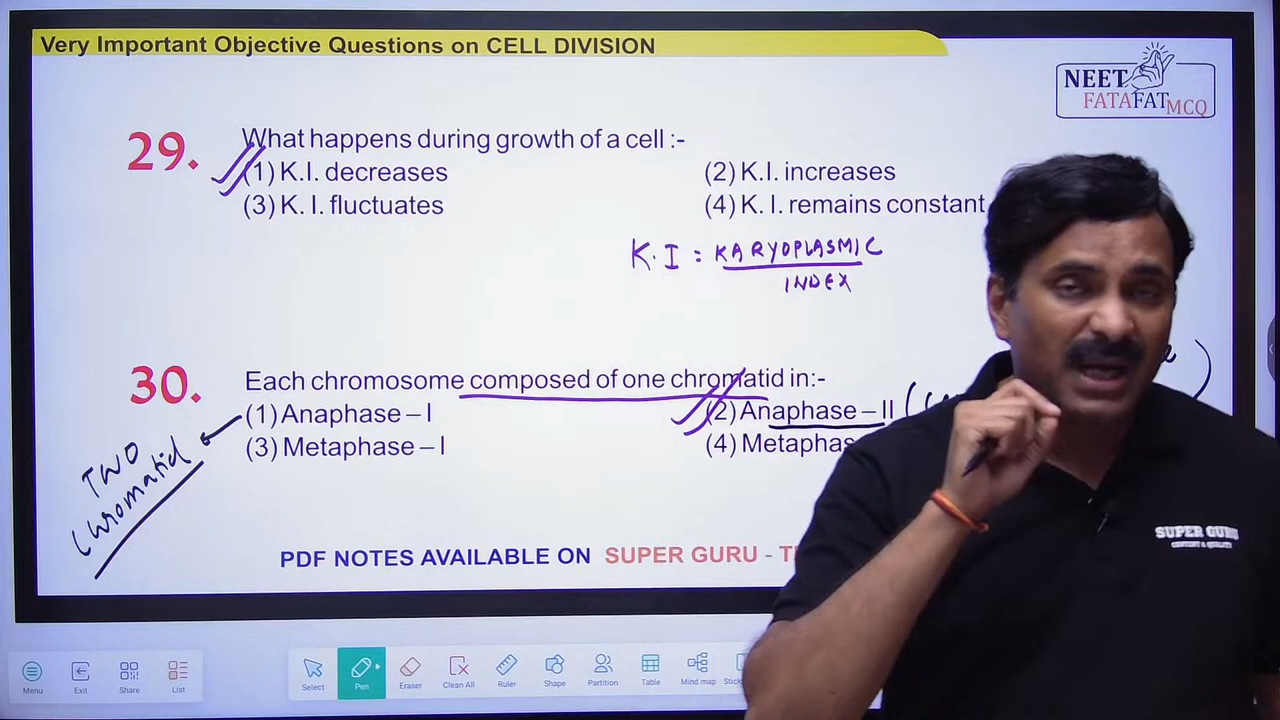 Very Important Objective Questions on CELL DIVISION
NEET
FATAFAT MCQ
29. What happens during growth of a cell :-
(1) K.I. decreases (2) K.I. increases
(3) K. I. fluctuates (4) K. I. remains constant
K.I = KARYOPLASMIC
INDEX
30. Each chromosome composed of one chromatid in:-
(1) Anaphase – I (2) Anaphase – II
(3) Metaphase – I (4)
TWO
Chromatid
PDF NOTES AVAILABLE ON SUPER GURU -
SUPER GURU
Menu Exit Share List Select Pen Eraser Clean All Ruler Shape Partition Table Mind map